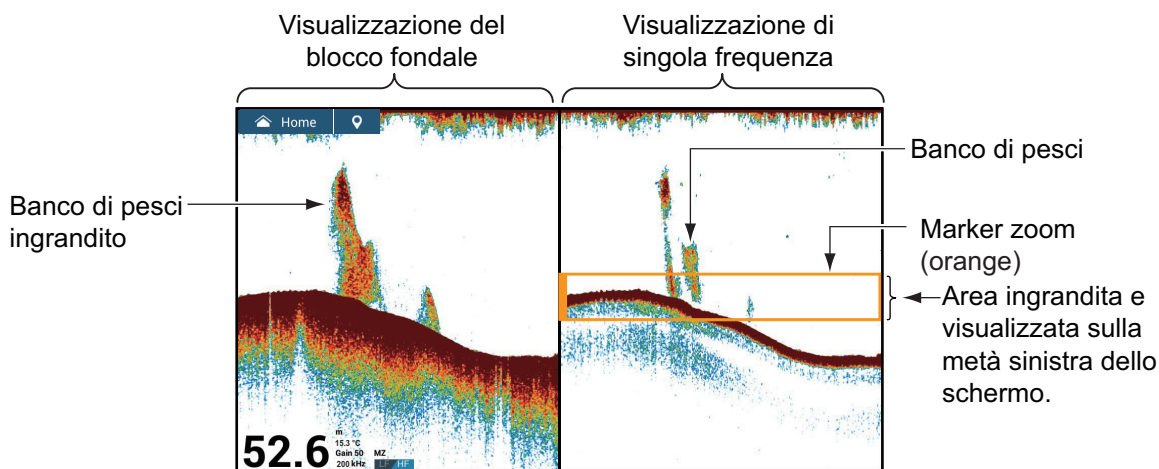 Visualizzazione del
blocco fondale
Visualizzazione di
singola frequenza
Home
Banco di pesci
ingrandito
Banco di pesci
Marker zoom
(orange)
Area ingrandita e
visualizzata sulla
metà sinistra dello
schermo.
52.6
m
15.3 °C
Gain 50 MZ
200 kHz LF HF